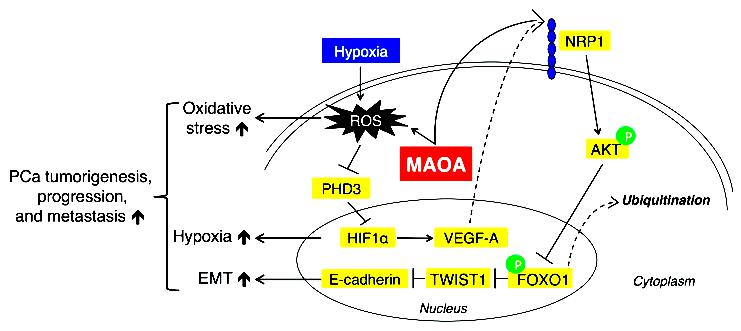 NRP1
Hypoxia
Oxidative
stress
ROS
P
AKT
MAOA
PCa tumorigenesis,
progression,
and metastasis
PHD3
Ubiquitination
Hypoxia
HIF1α
VEGF-A
P
EMT
E-cadherin
TWIST1
FOXO1
Cytoplasm
Nucleus